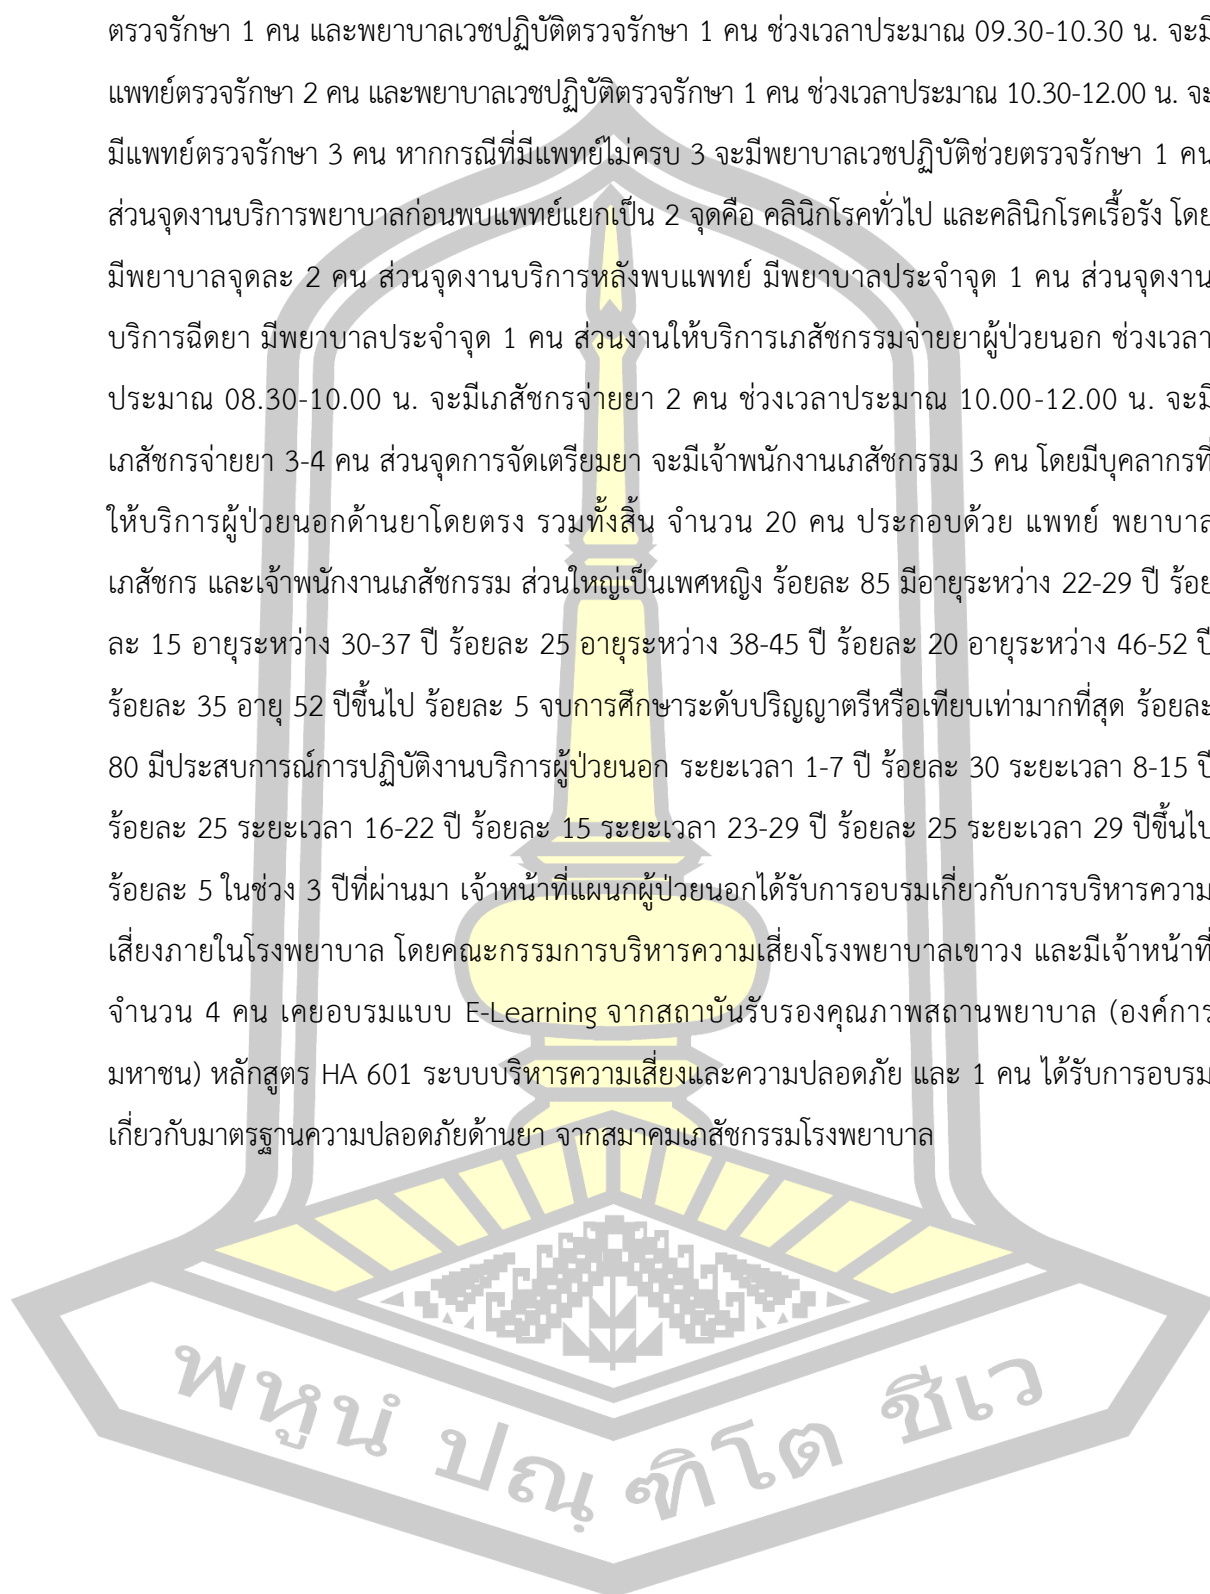 ตรวจรักษา 1 คน และพยาบาลเวชปฏิบัติตรวจรักษา 1 คน ช่วงเวลาประมาณ 09.30-10.30 น. จะมี
แพทย์ตรวจรักษา 2 คน และพยาบาลเวชปฏิบัติตรวจรักษา 1 คน ช่วงเวลาประมาณ 10.30-12.00 น. จะ
มีแพทย์ตรวจรักษา 3 คน หากกรณีที่มีแพทย์ไม่ครบ 3 จะมีพยาบาลเวชปฏิบัติช่วยตรวจรักษา 1 คน
ส่วนจุดงานบริการพยาบาลก่อนพบแพทย์แยกเป็น 2 จุดคือ คลินิกโรคทั่วไป และคลินิกโรคเรื้อรัง โดย
มีพยาบาลจุดละ 2 คน ส่วนจุดงานบริการหลังพบแพทย์ มีพยาบาลประจำจุด 1 คน ส่วนจุดงาน
บริการฉีดยา มีพยาบาลประจำจุด 1 คน ส่วนงานให้บริการเภสัชกรรมจ่ายยาผู้ป่วยนอก ช่วงเวลา
ประมาณ 08.30-10.00 น. จะมีเภสัชกรจ่ายยา 2 คน ช่วงเวลาประมาณ 10.00-12.00 น. จะมี
เภสัชกรจ่ายยา 3-4 คน ส่วนจุดการจัดเตรียมยา จะมีเจ้าพนักงานเภสัชกรรม 3 คน โดยมีบุคลากรที่
ให้บริการผู้ป่วยนอกด้านยาโดยตรง รวมทั้งสิ้น จำนวน 20 คน ประกอบด้วย แพทย์ พยาบาล
เภสัชกร และเจ้าพนักงานเภสัชกรรม ส่วนใหญ่เป็นเพศหญิง ร้อยละ 85 มีอายุระหว่าง 22-29 ปี ร้อย
ละ 15 อายุระหว่าง 30-37 ปี ร้อยละ 25 อายุระหว่าง 38-45 ปี ร้อยละ 20 อายุระหว่าง 46-52 ปี
ร้อยละ 35 อายุ 52 ปีขึ้นไป ร้อยละ 5 จบการศึกษาระดับปริญญาตรีหรือเทียบเท่ามากที่สุด ร้อยละ
80 มีประสบการณ์การปฏิบัติงานบริการผู้ป่วยนอก ระยะเวลา 1-7 ปี ร้อยละ 30 ระยะเวลา 8-15 ปี
ร้อยละ 25 ระยะเวลา 16-22 ปี ร้อยละ 15 ระยะเวลา 23-29 ปี ร้อยละ 25 ระยะเวลา 29 ปีขึ้นไป
ร้อยละ 5 ในช่วง 3 ปีที่ผ่านมา เจ้าหน้าที่แผนกผู้ป่วยนอกได้รับการอบรมเกี่ยวกับการบริหารความ
เสี่ยงภายในโรงพยาบาล โดยคณะกรรมการบริหารความเสี่ยงโรงพยาบาลเขาวง และมีเจ้าหน้าที่
จำนวน 4 คน เคยอบรมแบบ E-Learning จากสถาบันรับรองคุณภาพสถานพยาบาล (องค์การ
มหาชน) หลักสูตร HA 601 ระบบบริหารความเสี่ยงและความปลอดภัย และ 1 คน ได้รับการอบรม
เกี่ยวกับมาตรฐานความปลอดภัยด้านยา จากสมาคมเภสัชกรรมโรงพยาบาล
พหูนํ ปณฺฑิโต ชีเว